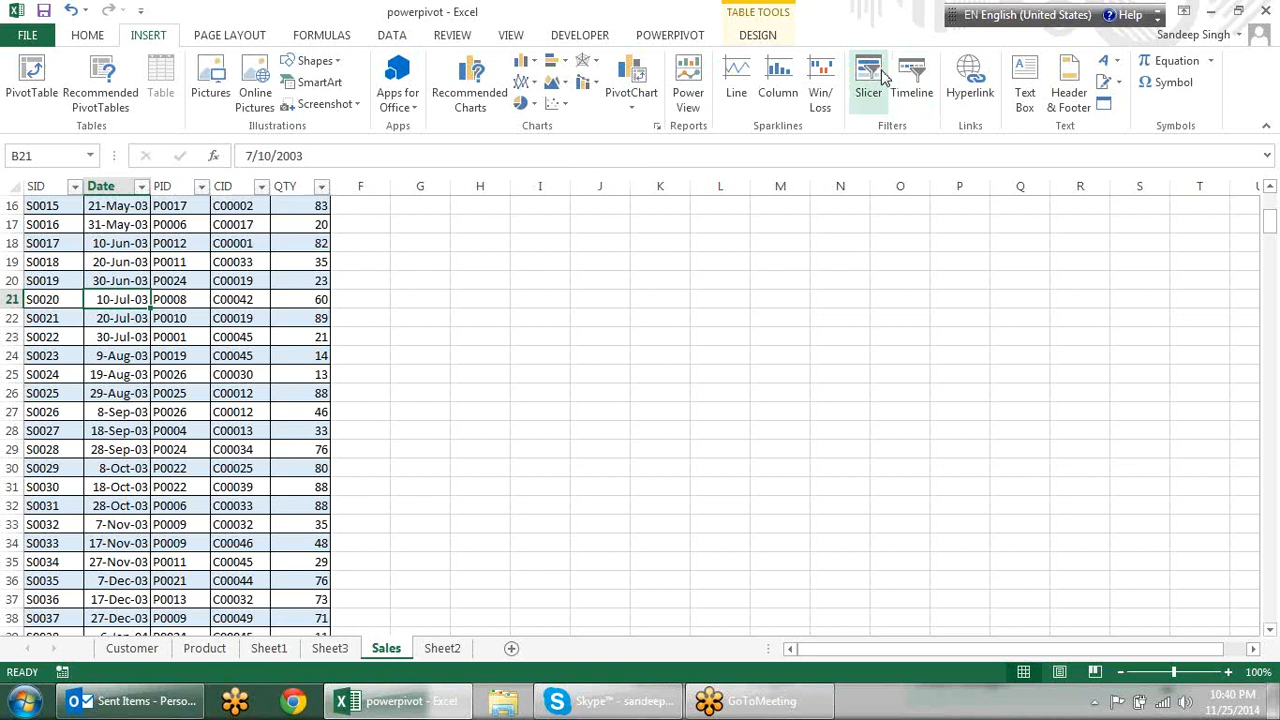 powerpivot - Excel
TABLE TOOLS
EN English (United States)
Help
FILE HOME INSERT PAGE LAYOUT FORMULAS DATA REVIEW VIEW DEVELOPER POWERPIVOT DESIGN
Sandeep Singh
PivotTable
Recommended PivotTables
Table
Tables
Pictures
Online Pictures
Shapes
SmartArt
Screenshot
Illustrations
Apps for Office
Apps
Recommended Charts
PivotChart
Charts
Power View
Reports
Line
Column
Win/ Loss
Sparklines
Slicer
Timeline
Filters
Hyperlink
Links
Text Box
Header & Footer
Text
Equation
Symbol
Symbols
B21
fx
7/10/2003
SID Date PID CID QTY F G H I J K L M N O P Q R S T
16 S0015 21-May-03 P0017 C00002 83
17 S0016 31-May-03 P0006 C00017 20
18 S0017 10-Jun-03 P0012 C00001 82
19 S0018 20-Jun-03 P0011 C00033 35
20 S0019 30-Jun-03 P0024 C00019 23
21 S0020 10-Jul-03 P0008 C00042 60
22 S0021 20-Jul-03 P0010 C00019 89
23 S0022 30-Jul-03 P0001 C00045 21
24 S0023 9-Aug-03 P0019 C00045 14
25 S0024 19-Aug-03 P0026 C00030 13
26 S0025 29-Aug-03 P0025 C00012 88
27 S0026 8-Sep-03 P0026 C00012 46
28 S0027 18-Sep-03 P0004 C00013 33
29 S0028 28-Sep-03 P0024 C00034 76
30 S0029 8-Oct-03 P0022 C00025 80
31 S0030 18-Oct-03 P0022 C00039 88
32 S0031 28-Oct-03 P0006 C00033 88
33 S0032 7-Nov-03 P0009 C00032 35
34 S0033 17-Nov-03 P0009 C00046 48
35 S0034 27-Nov-03 P0011 C00045 29
36 S0035 7-Dec-03 P0021 C00044 76
37 S0036 17-Dec-03 P0013 C00032 73
38 S0037 27-Dec-03 P0009 C00049 71
Customer Product Sheet1 Sheet3 Sales Sheet2
READY
100%
Sent Items - Perso...
powerpivot - Excel
Skype™ - sandeep...
GoToMeeting
10:40 PM
11/25/2014